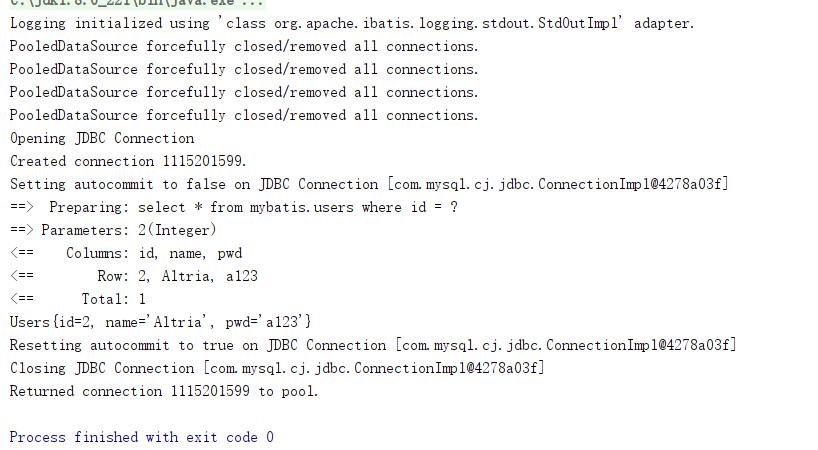 C:\jdk1.8.0_221\bin\java.exe ...
Logging initialized using 'class org.apache.ibatis.logging.stdout.StdOutImpl' adapter.
PooledDataSource forcefully closed/removed all connections.
PooledDataSource forcefully closed/removed all connections.
PooledDataSource forcefully closed/removed all connections.
PooledDataSource forcefully closed/removed all connections.
Opening JDBC Connection
Created connection 1115201599.
Setting autocommit to false on JDBC Connection [com.mysql.cj.jdbc.ConnectionImpl@4278a03f]
==>  Preparing: select * from mybatis.users where id = ?
==> Parameters: 2(Integer)
<==    Columns: id, name, pwd
<==        Row: 2, Altria, a123
<==      Total: 1
Users{id=2, name='Altria', pwd='a123'}
Resetting autocommit to true on JDBC Connection [com.mysql.cj.jdbc.ConnectionImpl@4278a03f]
Closing JDBC Connection [com.mysql.cj.jdbc.ConnectionImpl@4278a03f]
Returned connection 1115201599 to pool.
Process finished with exit code 0